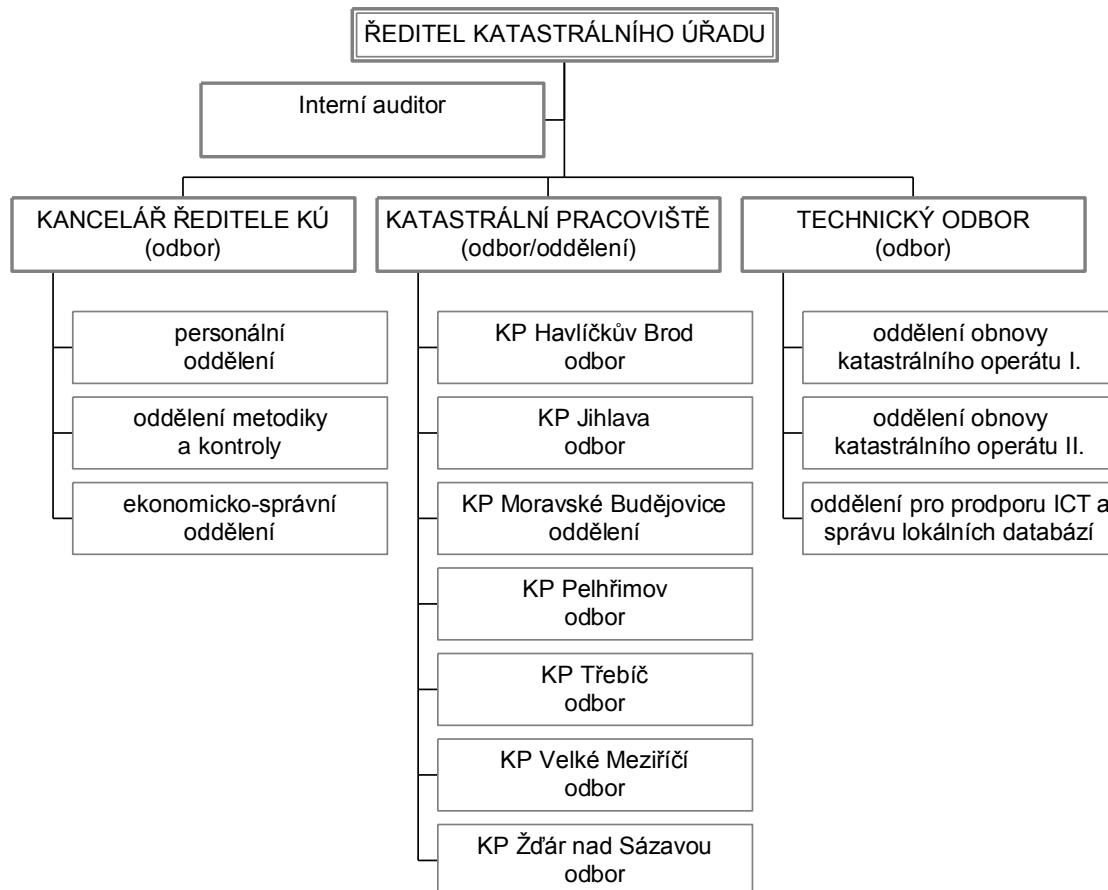 ŘEDITEL KATASTRÁLNÍHO ÚŘADU
Interní auditor
KANCELÁŘ ŘEDITELE KÚ
(odbor)
personální
oddělení
oddělení metodiky
a kontroly
ekonomicko-správní
oddělení
KATASTRÁLNÍ PRACOVIŠTĚ
(odbor/oddělení)
KP Havlíčkův Brod
odbor
KP Jihlava
odbor
KP Moravské Budějovice
oddělení
KP Pelhřimov
odbor
KP Třebíč
odbor
KP Velké Meziříčí
odbor
KP Žďár nad Sázavou
odbor
TECHNICKÝ ODBOR
(odbor)
oddělení obnovy
katastrálního operátu I.
oddělení obnovy
katastrálního operátu II.
oddělení pro prodporu ICT a
správu lokálních databází